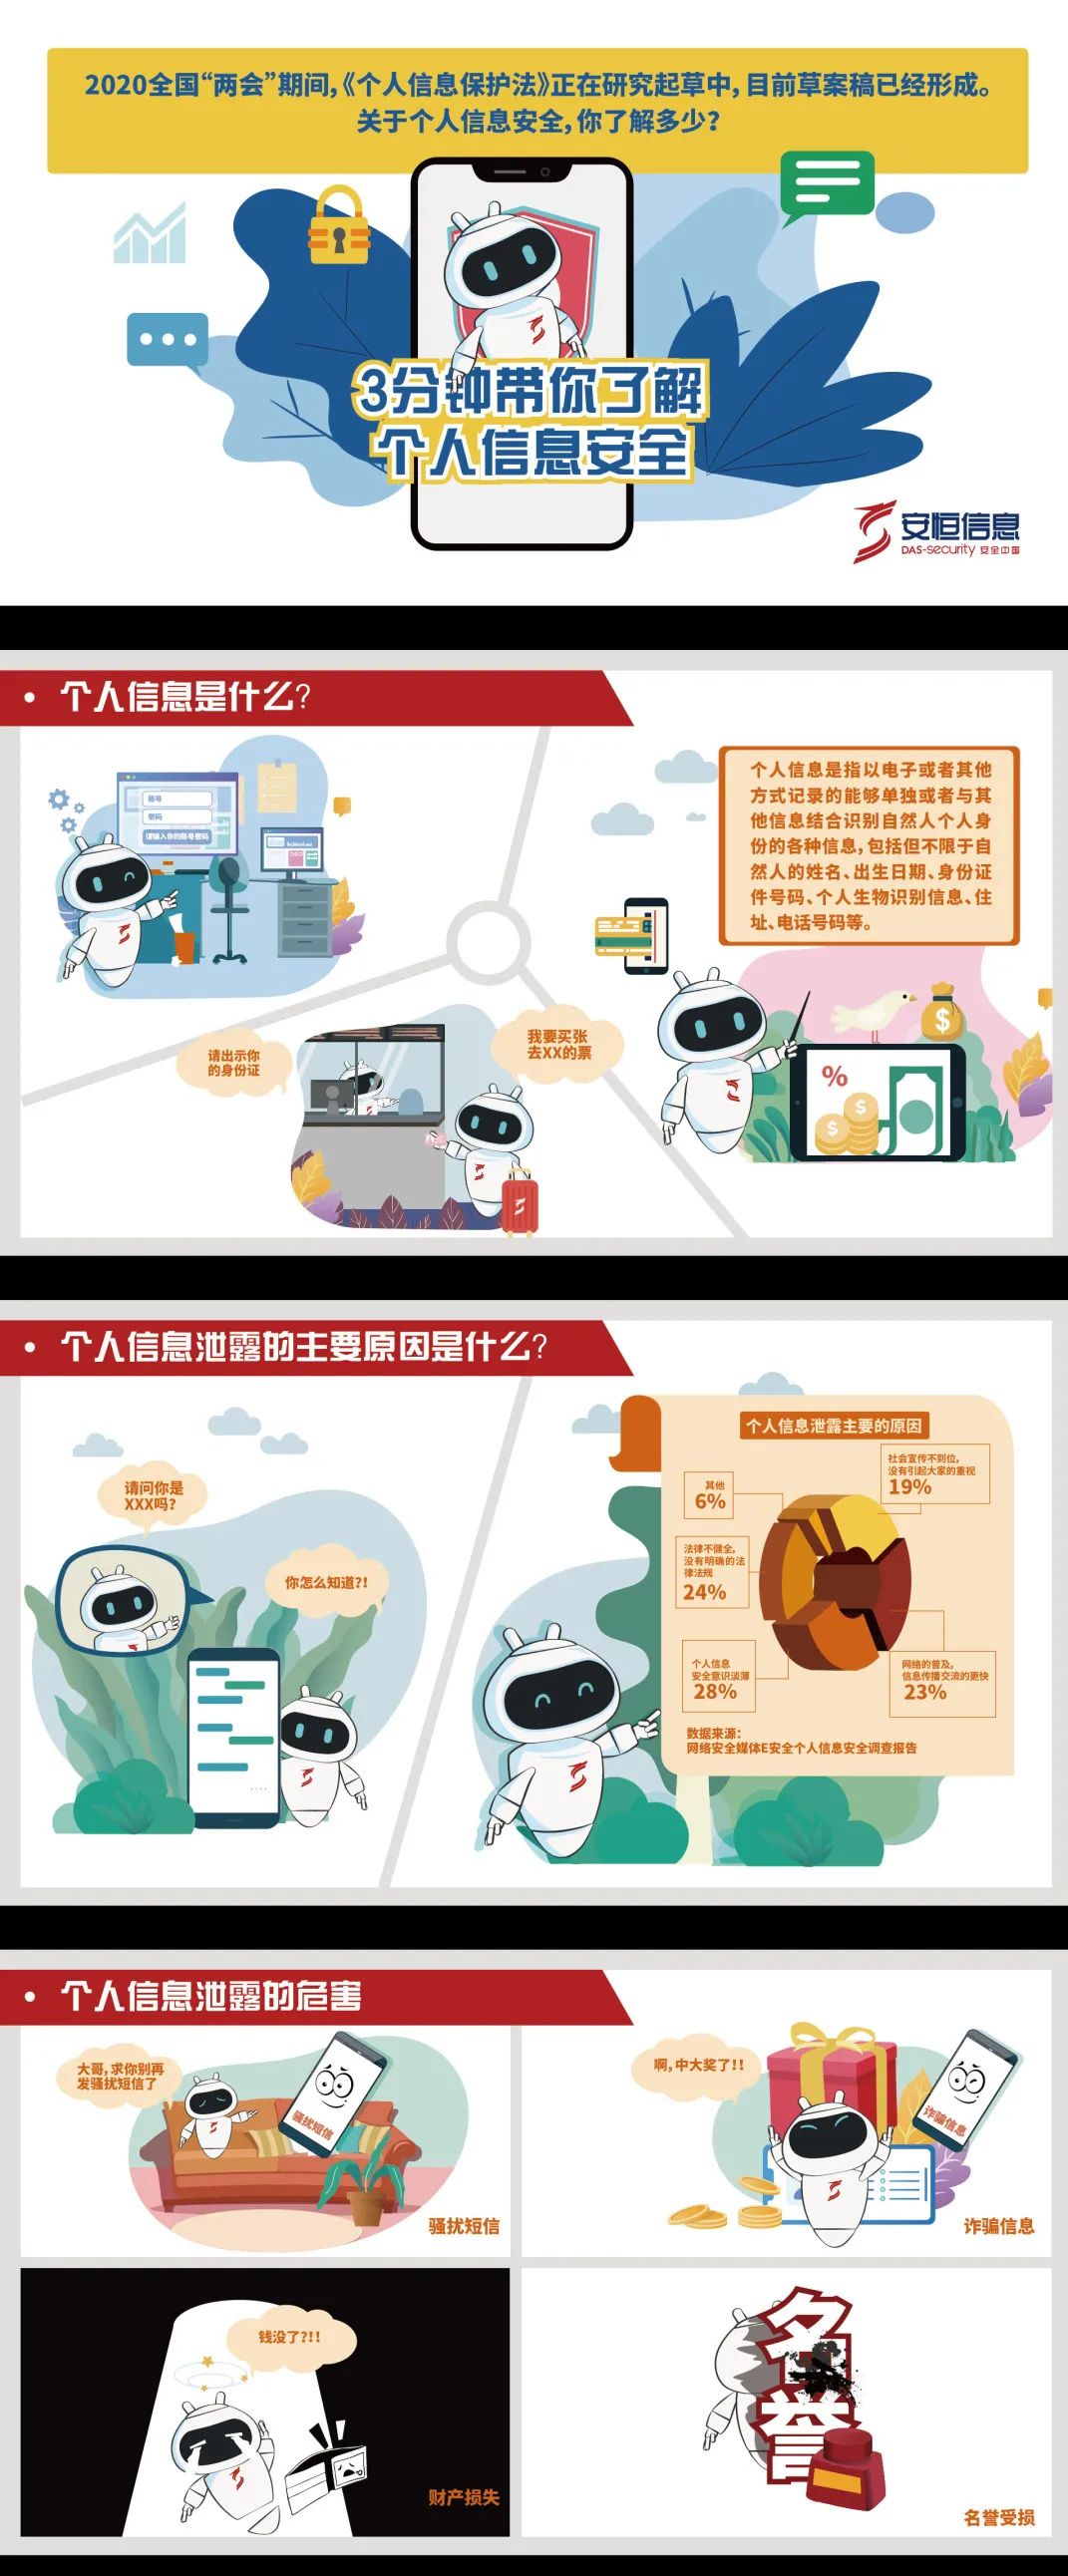 2020全国“两会”期间,《个人信息保护法》正在研究起草中,目前草案稿已经形成。
关于个人信息安全,你了解多少?
3分钟带你了解
个人信息安全
安恒信息
DAS-security 安全中国
• 个人信息是什么?
账号
密码
请输入你的账号密码
个人信息是指以电子或者其他
方式记录的能够单独或者与其
他信息结合识别自然人个人身
份的各种信息,包括但不限于自
然人的姓名、出生日期、身份证
件号码、个人生物识别信息、住
址、电话号码等。
请出示你
的身份证
我要买张
去XX的票
$
%
$
$
• 个人信息泄露的主要原因是什么?
请问你是
XXX吗?
你怎么知道?!
个人信息泄露主要的原因
社会宣传不到位,
没有引起大家的重视
19%
其他
6%
法律不健全,
没有明确的法
律法规
24%
个人信息
安全意识淡薄
28%
网络的普及,
信息传播交流的更快
23%
数据来源:
网络安全媒体E安全个人信息安全调查报告
• 个人信息泄露的危害
大哥,求你别再
发骚扰短信了
骚扰短信
骚扰短信
啊,中大奖了!!
诈骗信息
诈骗信息
钱没了?!!
财产损失
名誉
名誉受损